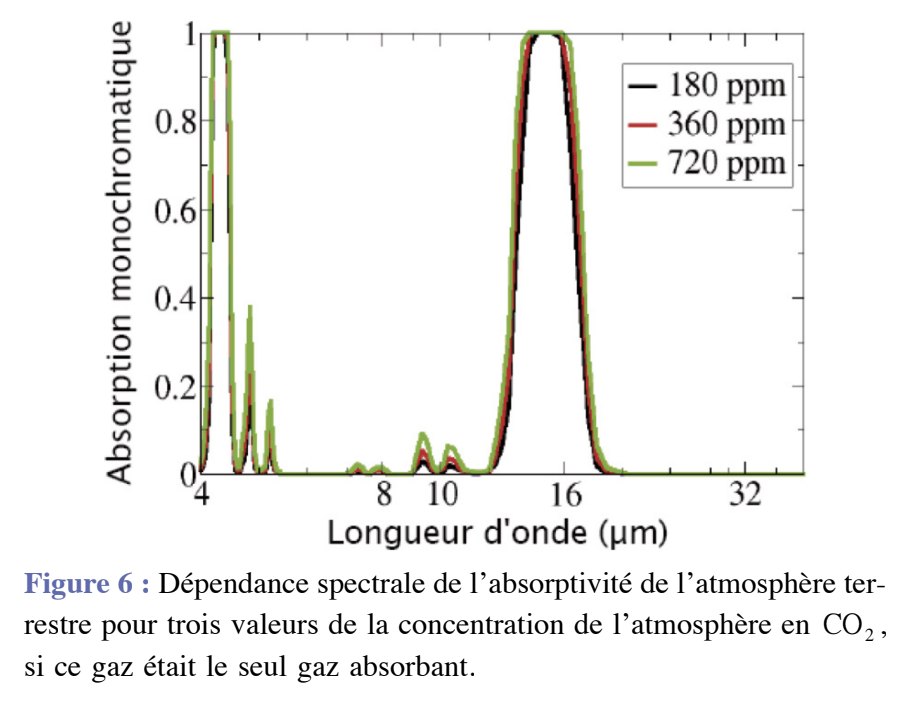 1
0.8
0.6
0.4
0.2
0
Absorption monochromatique
180 ppm
360 ppm
720 ppm
4 8 10 16 32
Longueur d'onde (μm)
Figure 6 : Dépendance spectrale de l’absorptivité de l’atmosphère ter-
restre pour trois valeurs de la concentration de l’atmosphère en CO₂,
si ce gaz était le seul gaz absorbant.